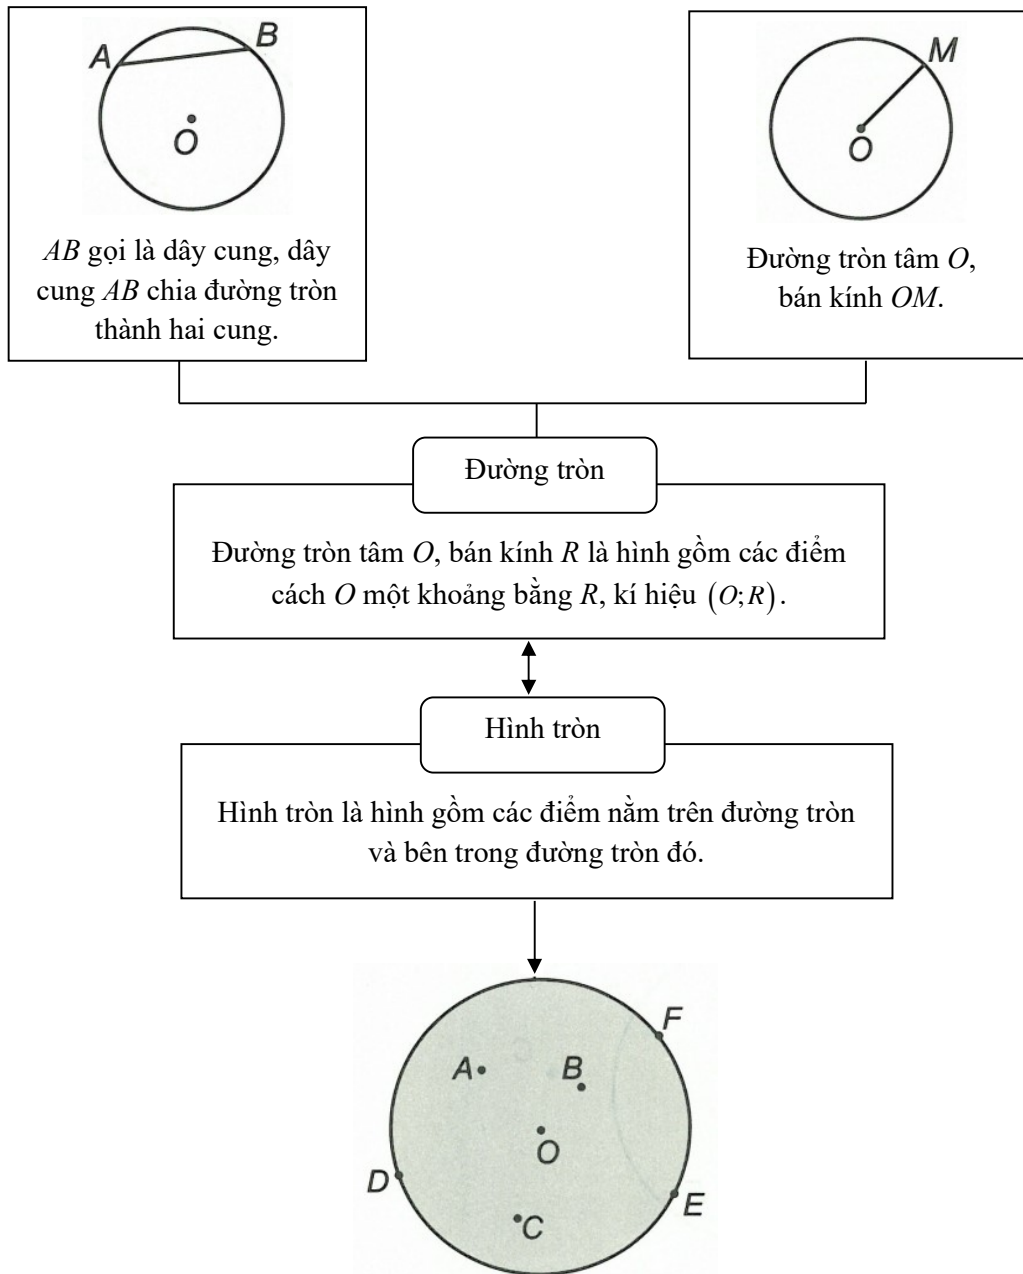 A
B
O
AB gọi là dây cung, dây
cung AB chia đường tròn
thành hai cung.
M
O
Đường tròn tâm O,
bán kính OM.
Đường tròn
Đường tròn tâm O, bán kính R là hình gồm các điểm
cách O một khoảng bằng R, kí hiệu (O;R).
Hình tròn
Hình tròn là hình gồm các điểm nằm trên đường tròn
và bên trong đường tròn đó.
F
A
B
O
D
E
C